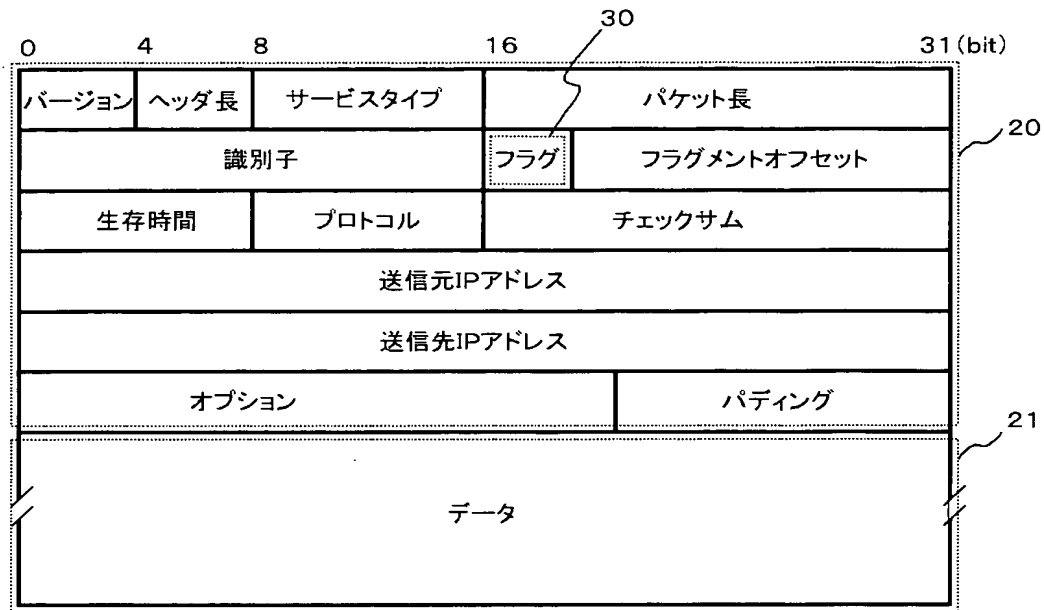 30
0 4 8 16 31(bit)
バージョン ヘッダ長 サービスタイプ パケット長
20
識別子 フラグ フラグメントオフセット
生存時間 プロトコル チェックサム
送信元IPアドレス
送信先IPアドレス
オプション パディング
21
データ